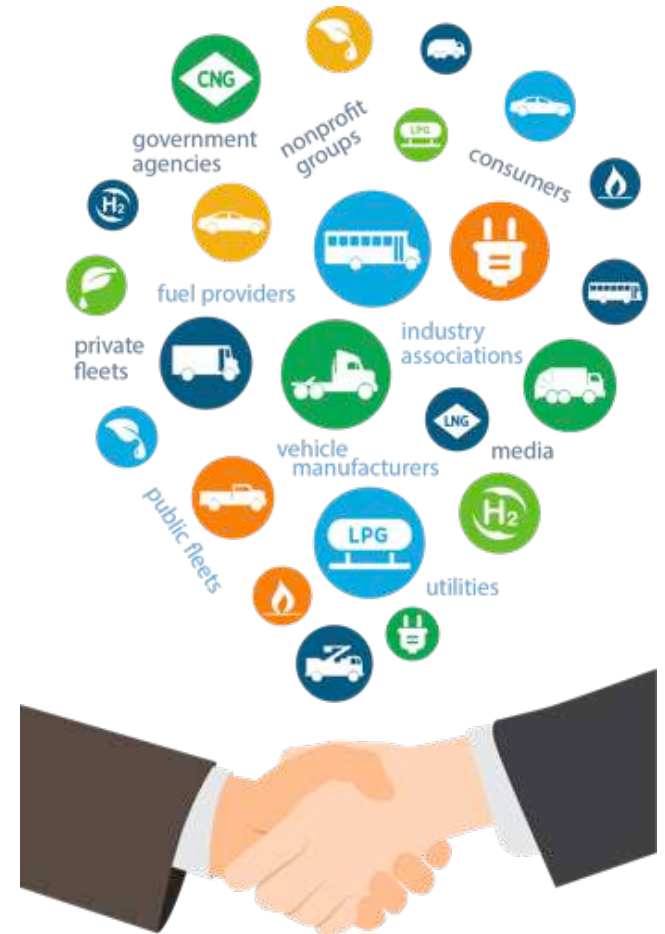 CNG
government
agencies
nonprofit
groups
LPG
consumers
H2
fuel providers
private
fleets
industry
associations
LNG
media
vehicle
manufacturers
public fleets
H2
LPG
utilities